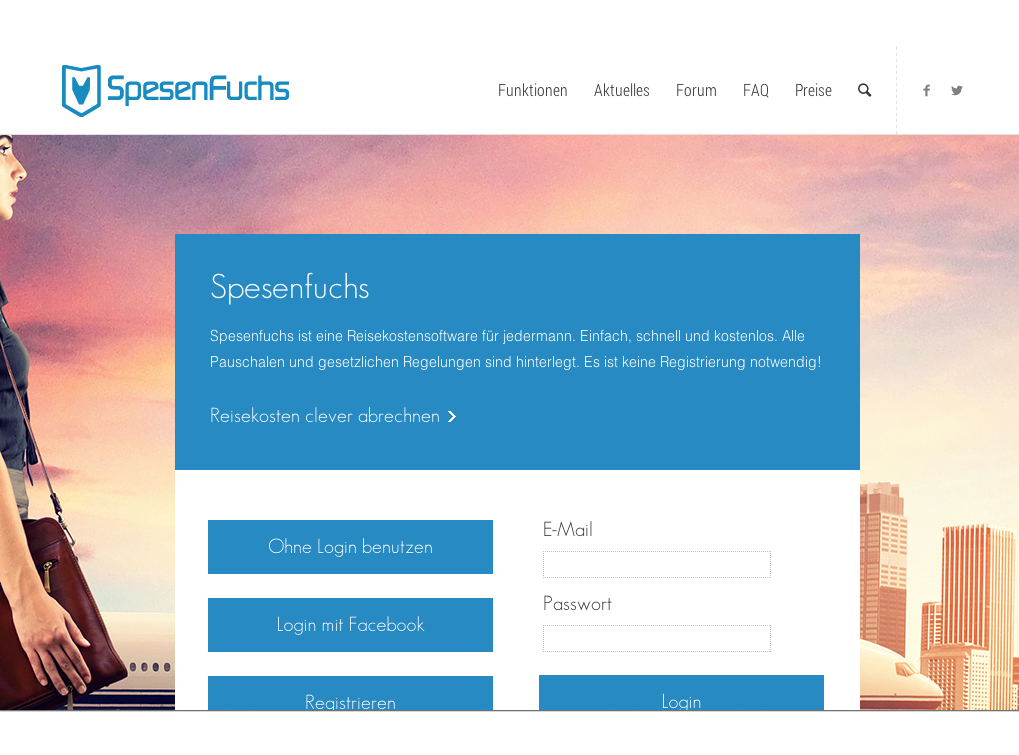 SpesenFuchs
Funktionen Aktuelles Forum FAQ Preise
Spesenfuchs
Spesenfuchs ist eine Reisekostensoftware für jedermann. Einfach, schnell und kostenlos. Alle
Pauschalen und gesetzlichen Regelungen sind hinterlegt. Es ist keine Registrierung notwendig!
Reisekosten clever abrechnen
Ohne Login benutzen
Login mit Facebook
Registrieren
E-Mail
Passwort
Login